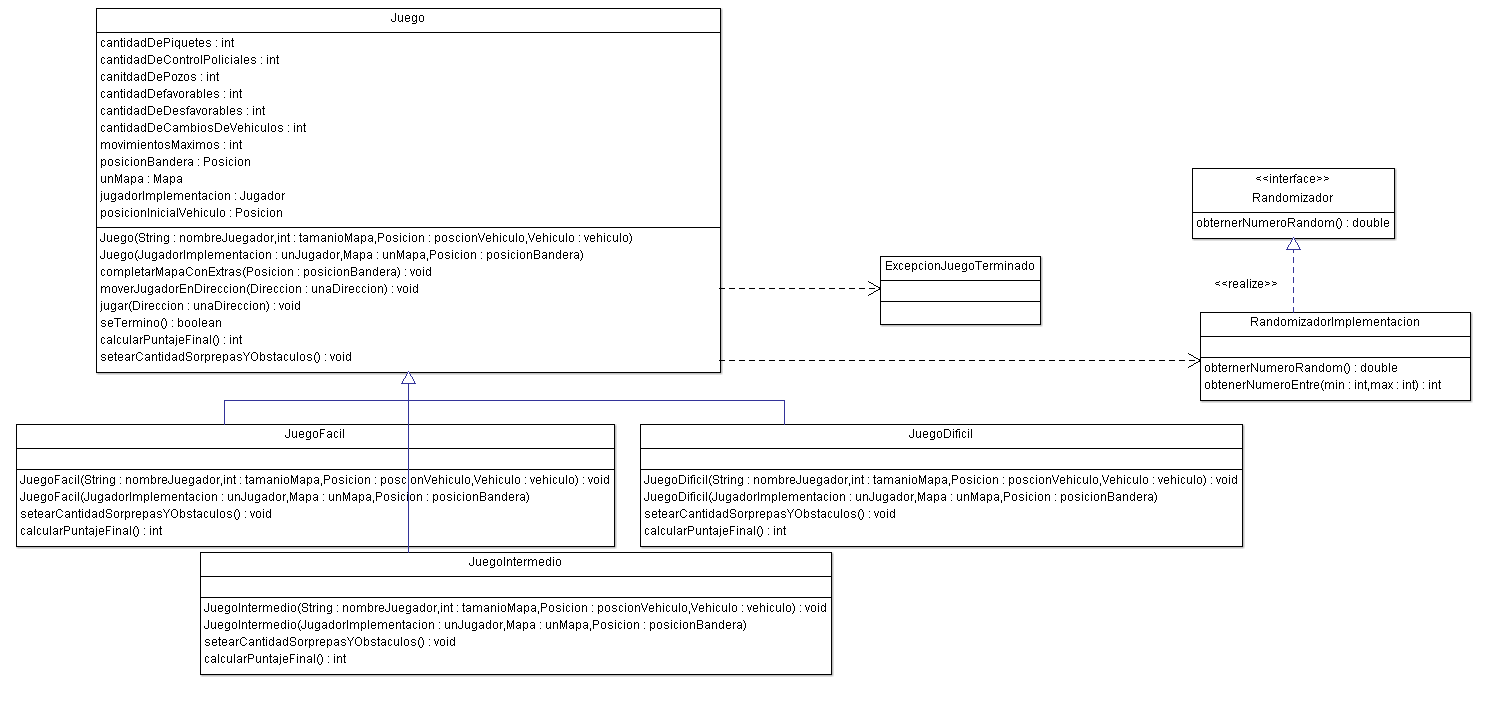 Juego
cantidadDePiquetes : int
cantidadDeControlPoliciales : int
canitdadDePozos : int
cantidadDefavorables : int
cantidadDeDesfavorables : int
cantidadDeCambiosDeVehiculos : int
movimientosMaximos : int
posicionBandera : Posicion
unMapa : Mapa
jugadorImplementacion : Jugador
posicionInicialVehiculo : Posicion
Juego(String : nombreJuegador,int : tamanioMapa,Posicion : poscionVehiculo,Vehiculo : vehiculo)
Juego(JugadorImplementacion : unJugador,Mapa : unMapa,Posicion : posicionBandera)
completarMapaConExtras(Posicion : posicionBandera) : void
moverJugadorEnDireccion(Direccion : unaDireccion) : void
jugar(Direccion : unaDireccion) : void
seTermino() : boolean
calcularPuntajeFinal() : int
setearCantidadSorprepasYObstaculos() : void
ExcepcionJuegoTerminado
<<interface>>
Randomizador
obternerNumeroRandom() : double
<<realize>>
RandomizadorImplementacion
obternerNumeroRandom() : double
obtenerNumeroEntre(min : int,max : int) : int
JuegoFacil
JuegoFacil(String : nombreJuegador,int : tamanioMapa,Posicion : poscionVehiculo,Vehiculo : vehiculo) : void
JuegoFacil(JugadorImplementacion : unJugador,Mapa : unMapa,Posicion : posicionBandera)
setearCantidadSorprepasYObstaculos() : void
calcularPuntajeFinal() : int
JuegoDificil
JuegoDificil(String : nombreJuegador,int : tamanioMapa,Posicion : poscionVehiculo,Vehiculo : vehiculo) : void
JuegoDificil(JugadorImplementacion : unJugador,Mapa : unMapa,Posicion : posicionBandera)
setearCantidadSorprepasYObstaculos() : void
calcularPuntajeFinal() : int
JuegoIntermedio
JuegoIntermedio(String : nombreJuegador,int : tamanioMapa,Posicion : poscionVehiculo,Vehiculo : vehiculo) : void
JuegoIntermedio(JugadorImplementacion : unJugador,Mapa : unMapa,Posicion : posicionBandera)
setearCantidadSorprepasYObstaculos() : void
calcularPuntajeFinal() : int